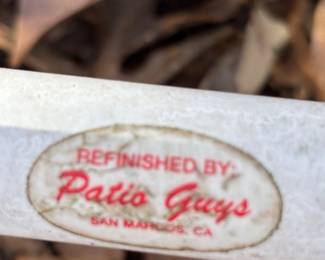 REFINISHED BY:
Patio Guys
SAN MARCOS, CA